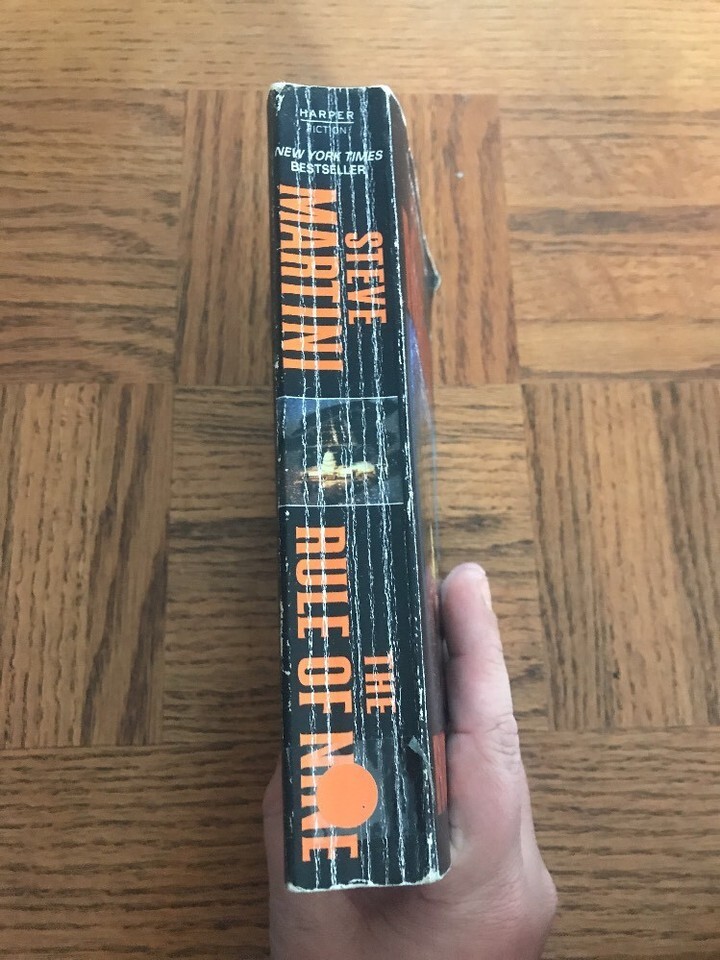 HARPER
FICTION
NEW YORK TIMES
BESTSELLER
STEVE
MARTINI
THE
RULE OF NINE